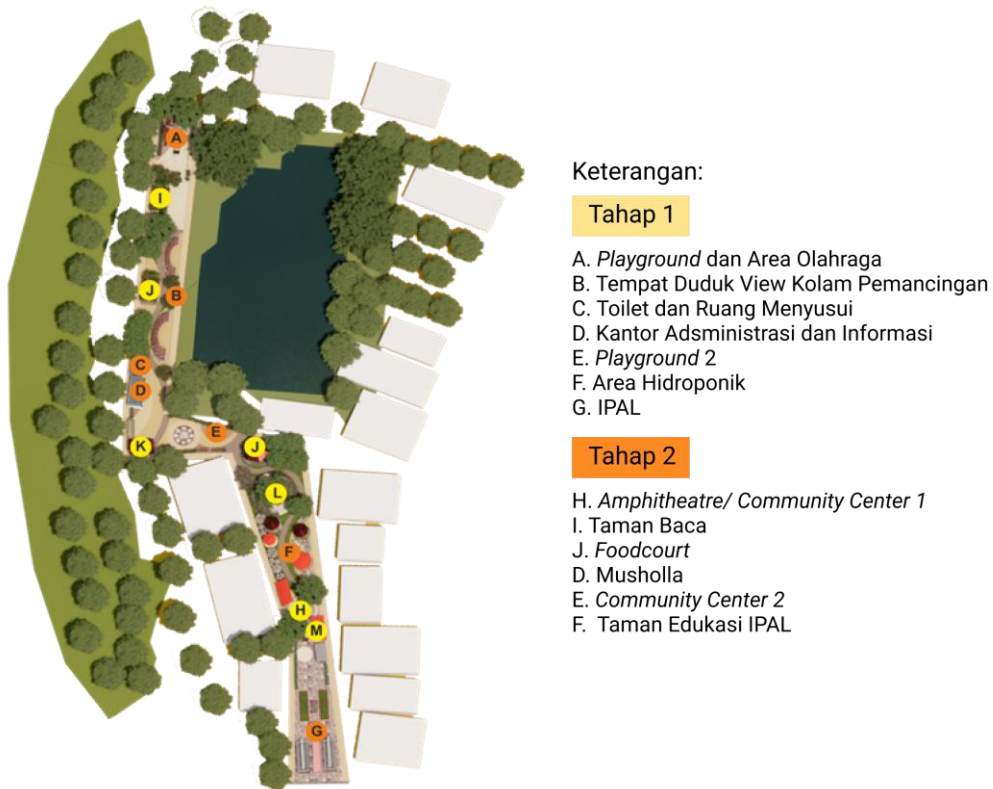 A
I
J
B
C
D
E
K
J
L
F
H
M
G
Keterangan:
Tahap 1
A. Playground dan Area Olahraga
B. Tempat Duduk View Kolam Pemancingan
C. Toilet dan Ruang Menyusui
D. Kantor Adsministrasi dan Informasi
E. Playground 2
F. Area Hidroponik
G. IPAL
Tahap 2
H. Amphitheatre/ Community Center 1
I. Taman Baca
J. Foodcourt
D. Musholla
E. Community Center 2
F. Taman Edukasi IPAL